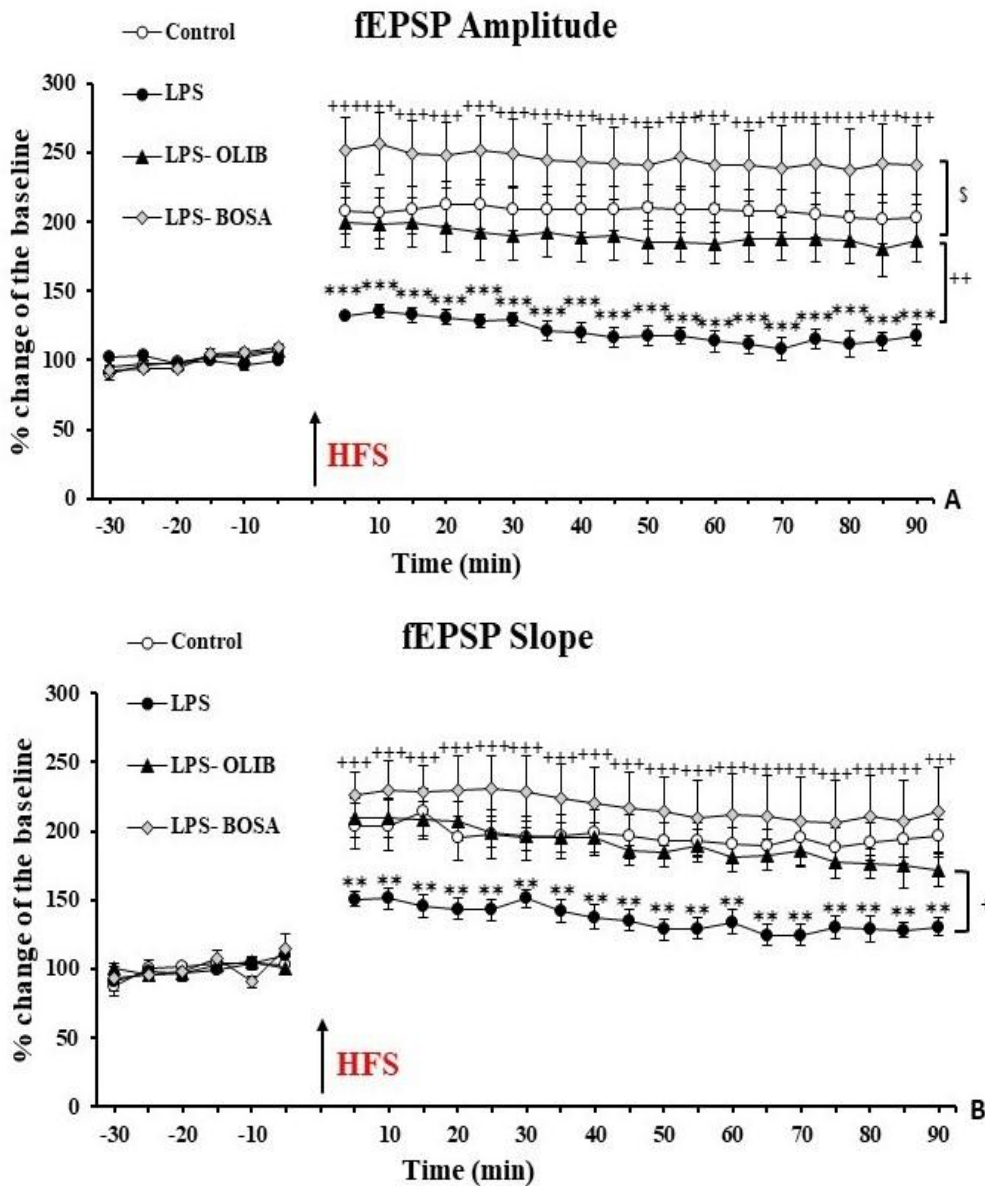 fEPSP Amplitude
Control
LPS
LPS- OLIB
LPS- BOSA
% change of the baseline
300
250
200
150
100
50
0
+++ +++ +++ +++ +++ +++ +++ +++ +++ +++ +++ +++ +++ +++ +++ +++ +++ +++
$
++
*** *** *** *** *** *** *** *** *** *** *** *** *** *** *** *** *** ***
HFS
-30 -20 -10 10 20 30 40 50 60 70 80 90
A
Time (min)
fEPSP Slope
Control
LPS
LPS- OLIB
LPS- BOSA
% change of the baseline
300
250
200
150
100
50
0
+++ +++ +++ +++ +++ +++ +++ +++ +++ +++ +++ +++ +++ +++ +++ +++ +++ +++
+
** ** ** ** ** ** ** ** ** ** ** ** ** ** ** ** ** **
HFS
-30 -20 -10 10 20 30 40 50 60 70 80 90
B
Time (min)